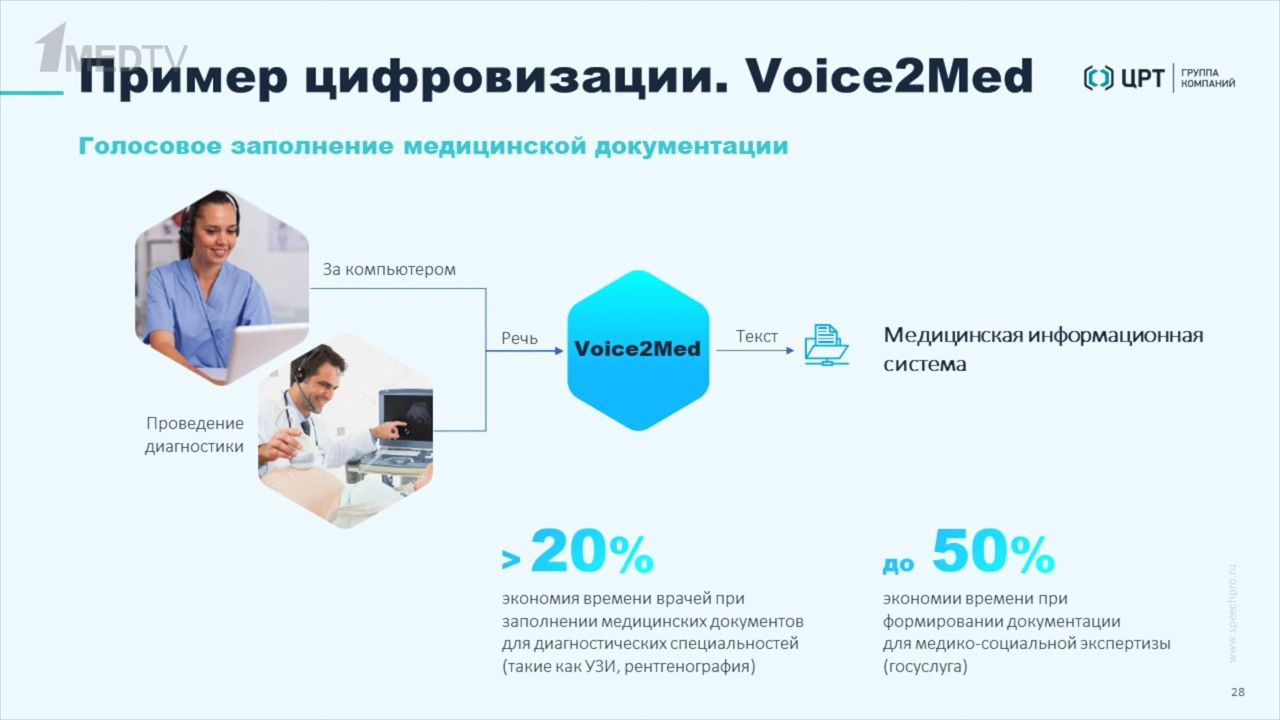 1MEDTV
Пример цифровизации. Voice2Med
ЦРТ
ГРУППА
КОМПАНИЙ
Голосовое заполнение медицинской документации
За компьютером
Речь
Voice2Med
Текст
Медицинская информационная
система
Проведение
диагностики
> 20%
экономия времени врачей при
заполнении медицинских документов
для диагностических специальностей
(такие как УЗИ, рентгенография)
до 50%
экономии времени при
формировании документации
для медико-социальной экспертизы
(госуслуга)
www.speechpro.ru
28